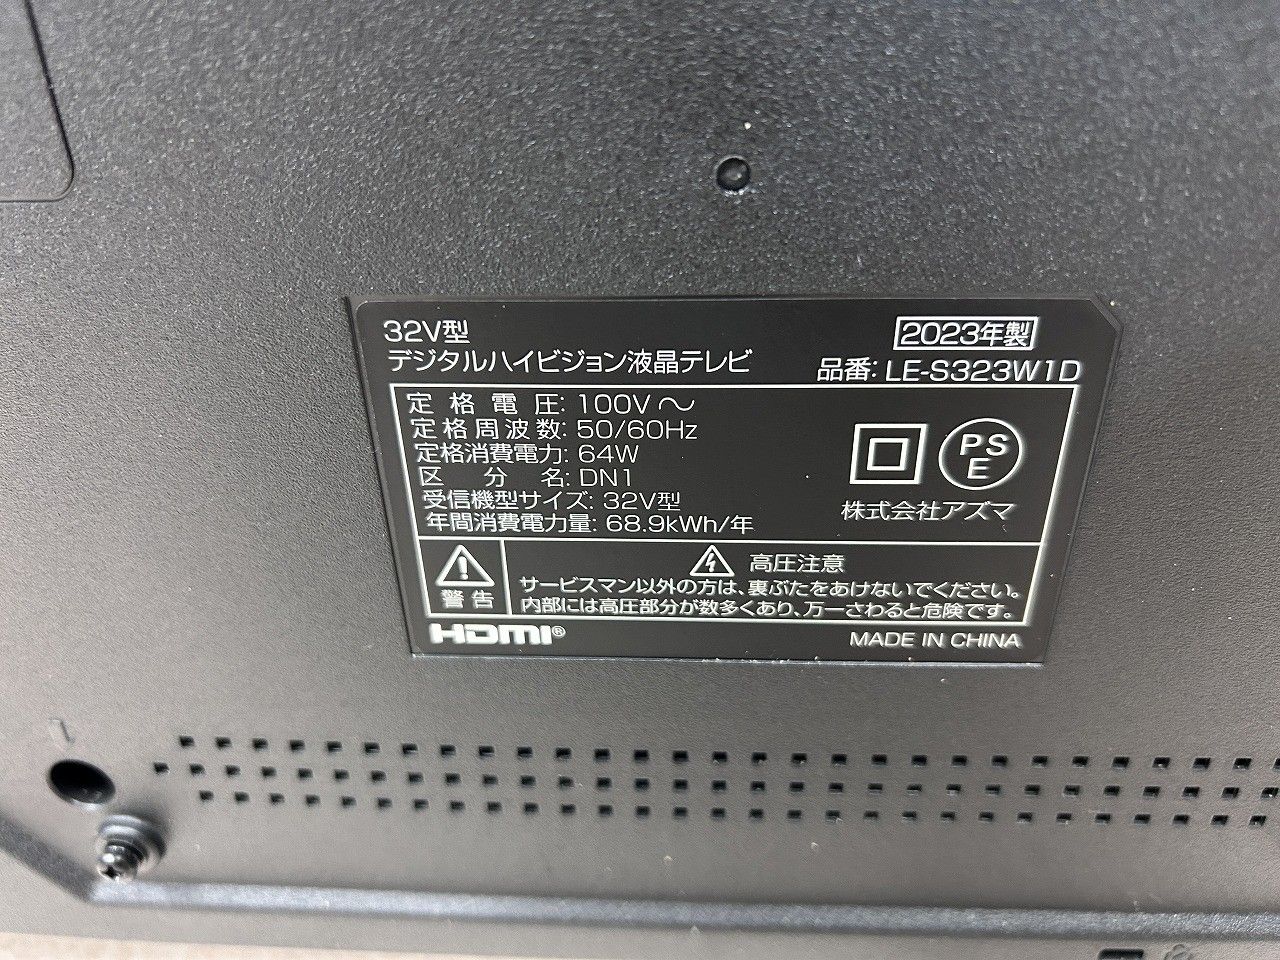 32V型
2023年製
デジタルハイビジョン液晶テレビ
品番: LE-S323W1D
定格電圧: 100V～
定格周波数: 50/60Hz
定格消費電力: 64W
区分名: DN1
受信機型サイズ: 32V型
年間消費電力量: 68.9kWh/年
PS
E
株式会社アズマ
警告
高圧注意
サービスマン以外の方は、裏ぶたをあけないでください。
内部には高圧部分が数多くあり、万一さわると危険です。
HDMI®
MADE IN CHINA